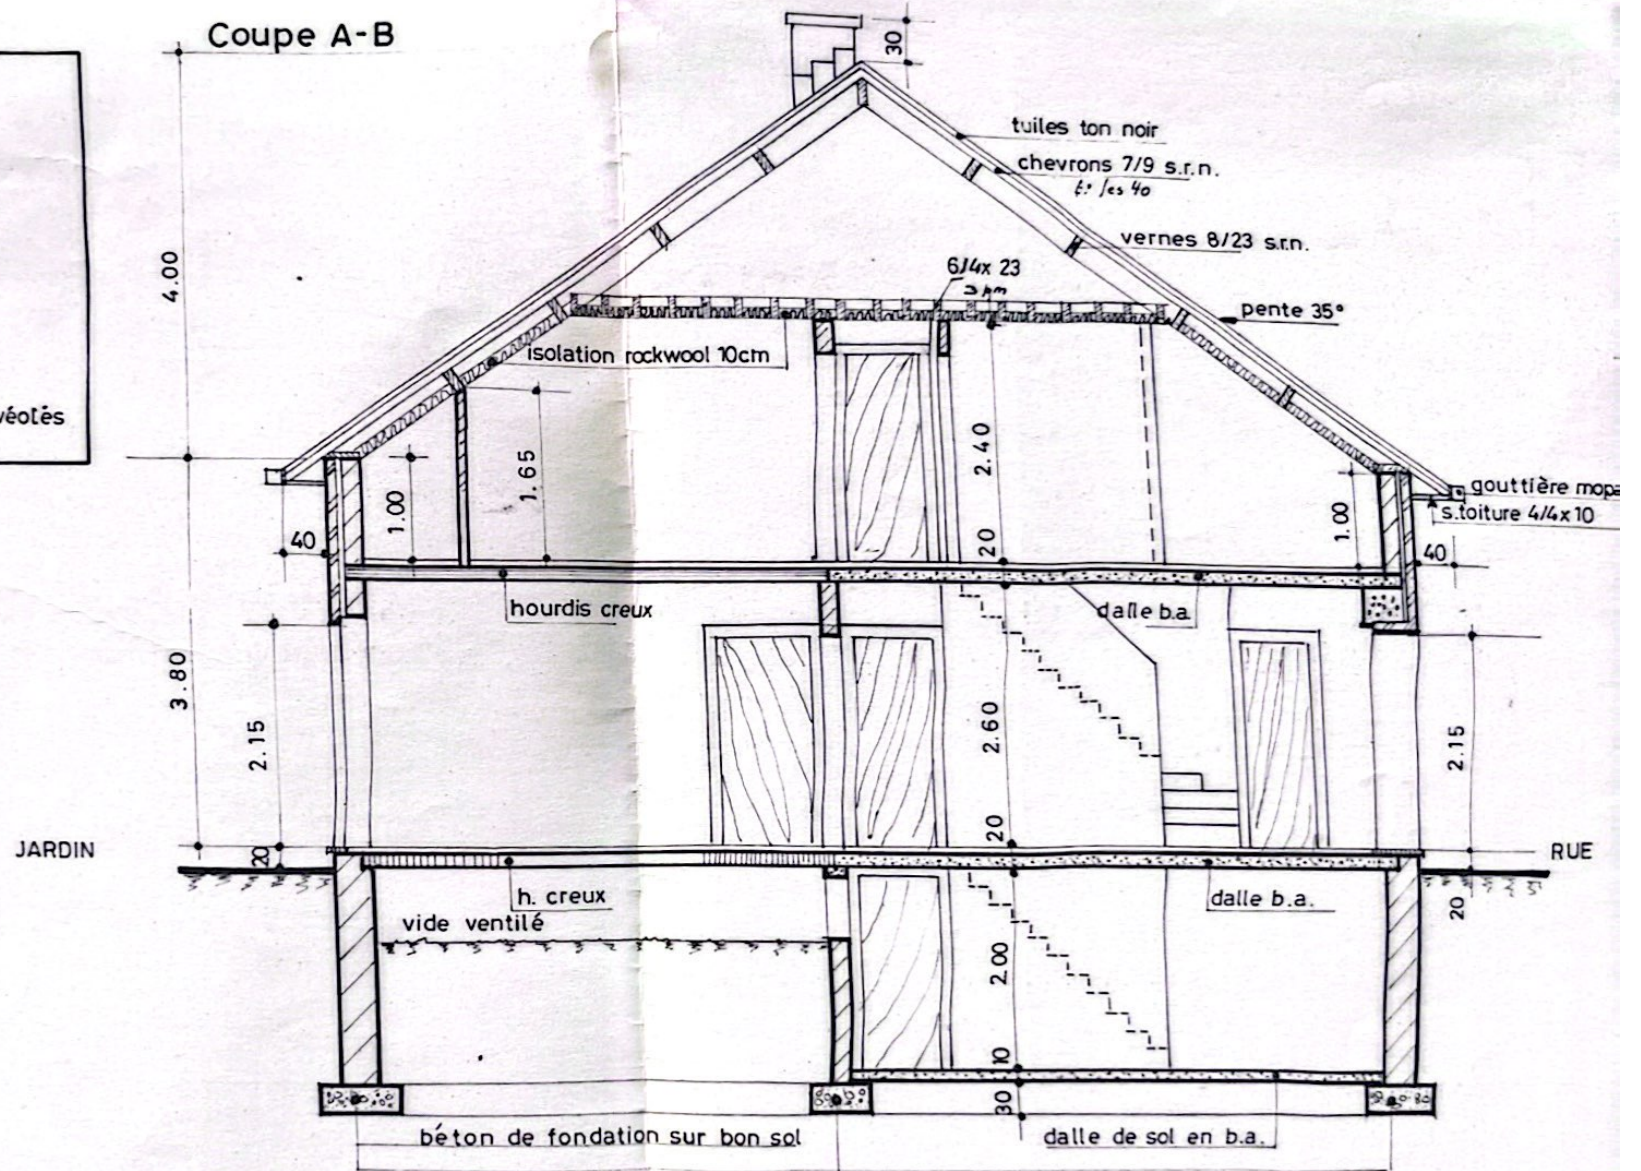 Coupe A-B
30
tuiles ton noir
chevrons 7/9 s.r.n.
vernes 8/23 s.r.n.
4.00
6/4x 23
pente 35°
isolation rockwool 10cm
1.65
2.40
1.00
1.00
gouttière mopa
s.toiture 4/4x10
40
20
40
hourdis creux
dalle b.a.
3.80
2.15
2.60
2.15
JARDIN
20
20
RUE
h. creux
dalle b.a.
20
vide ventilé
2.00
10
30
béton de fondation sur bon sol
dalle de sol en b.a.